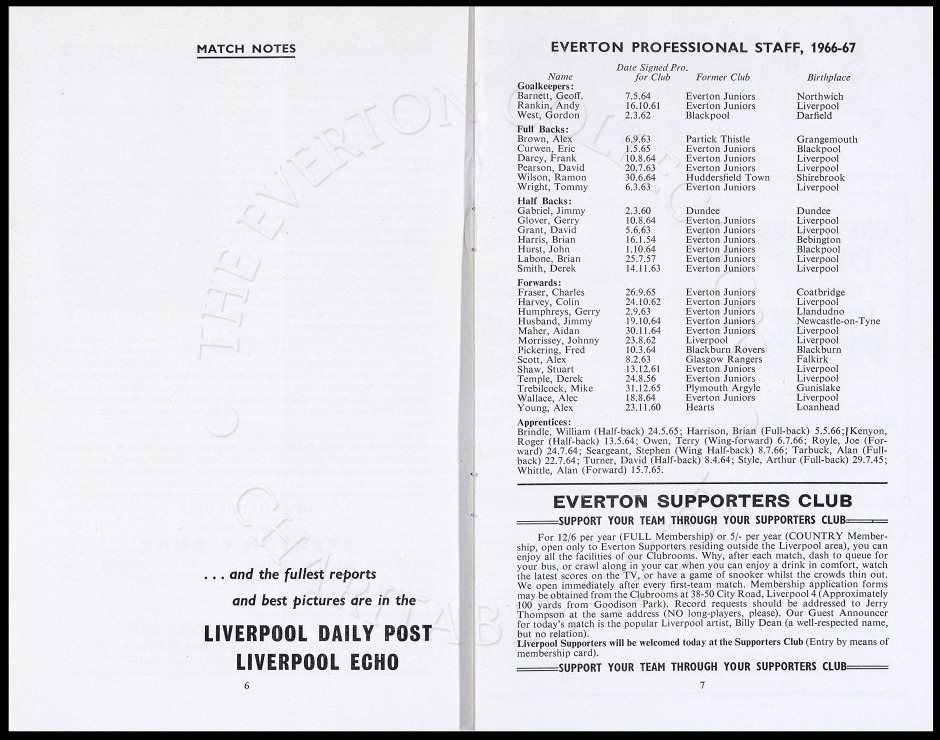 MATCH NOTES
... and the fullest reports
and best pictures are in the
LIVERPOOL DAILY POST
LIVERPOOL ECHO
6
EVERTON PROFESSIONAL STAFF, 1966-67
Date Signed Pro.
Name for Club Former Club Birthplace
Goalkeepers:
Barnett, Geoff. 7.5.64 Everton Juniors Northwich
Rankin, Andy 16.10.61 Everton Juniors Liverpool
West, Gordon 2.3.62 Blackpool Darfield
Full Backs:
Brown, Alex 6.9.63 Partick Thistle Grangemouth
Curwen, Eric 1.5.65 Everton Juniors Blackpool
Darcy, Frank 10.8.64 Everton Juniors Liverpool
Pearson, David 20.7.63 Everton Juniors Liverpool
Wilson, Ramon 30.6.64 Huddersfield Town Shirebrook
Wright, Tommy 6.3.63 Everton Juniors Liverpool
Half Backs:
Gabriel, Jimmy 2.3.60 Dundee Dundee
Glover, Gerry 10.8.64 Everton Juniors Liverpool
Grant, David 5.6.63 Everton Juniors Liverpool
Harris, Brian 16.1.54 Everton Juniors Bebington
Hurst, John 1.10.64 Everton Juniors Blackpool
Labone, Brian 25.7.57 Everton Juniors Liverpool
Smith, Derek 14.11.63 Everton Juniors Liverpool
Forwards:
Fraser, Charles 26.9.65 Everton Juniors Coatbridge
Harvey, Colin 24.10.62 Everton Juniors Liverpool
Humphreys, Gerry 2.9.63 Everton Juniors Llandudno
Husband, Jimmy 19.10.64 Everton Juniors Newcastle-on-Tyne
Maher, Aidan 30.11.64 Everton Juniors Liverpool
Morrissey, Johnny 23.8.62 Liverpool Liverpool
Pickering, Fred 10.3.64 Blackburn Rovers Blackburn
Scott, Alex 8.2.63 Glasgow Rangers Falkirk
Shaw, Stuart 13.12.61 Everton Juniors Liverpool
Temple, Derek 24.8.56 Everton Juniors Liverpool
Trebilcock, Mike 31.12.65 Plymouth Argyle Gunislake
Wallace, Alec 18.8.64 Everton Juniors Liverpool
Young, Alex 23.11.60 Hearts Loanhead
Apprentices:
Brindle, William (Half-back) 24.5.65; Harrison, Brian (Full-back) 5.5.66; Kenyon,
Roger (Half-back) 13.5.64; Owen, Terry (Wing-forward) 6.7.66; Royle, Joe (For-
ward) 24.7.64; Seargeant, Stephen (Wing Half-back) 8.7.66; Tarbuck, Alan (Full-
back) 22.7.64; Turner, David (Half-back) 8.4.64; Style, Arthur (Full-back) 29.7.45;
Whittle, Alan (Forward) 15.7.65.
EVERTON SUPPORTERS CLUB
SUPPORT YOUR TEAM THROUGH YOUR SUPPORTERS CLUB
For 12/6 per year (FULL Membership) or 5/- per year (COUNTRY Member-
ship, open only to Everton Supporters residing outside the Liverpool area), you can
enjoy all the facilities of our Clubrooms. Why, after each match, dash to queue for
your bus, or crawl along in your car when you can enjoy a drink in comfort, watch
the latest scores on the TV, or have a game of snooker whilst the crowds thin out.
We open immediately after every first-team match. Membership application forms
may be obtained from the Clubrooms at 38-50 City Road, Liverpool 4 (Approximately
100 yards from Goodison Park). Record requests should be addressed to Jerry
Thompson at the same address (NO long-players, please). Our Guest Announcer
for today's match is the popular Liverpool artist, Billy Dean (a well-respected name,
but no relation).
Liverpool Supporters will be welcomed today at the Supporters Club (Entry by means of
membership card).
SUPPORT YOUR TEAM THROUGH YOUR SUPPORTERS CLUB
7